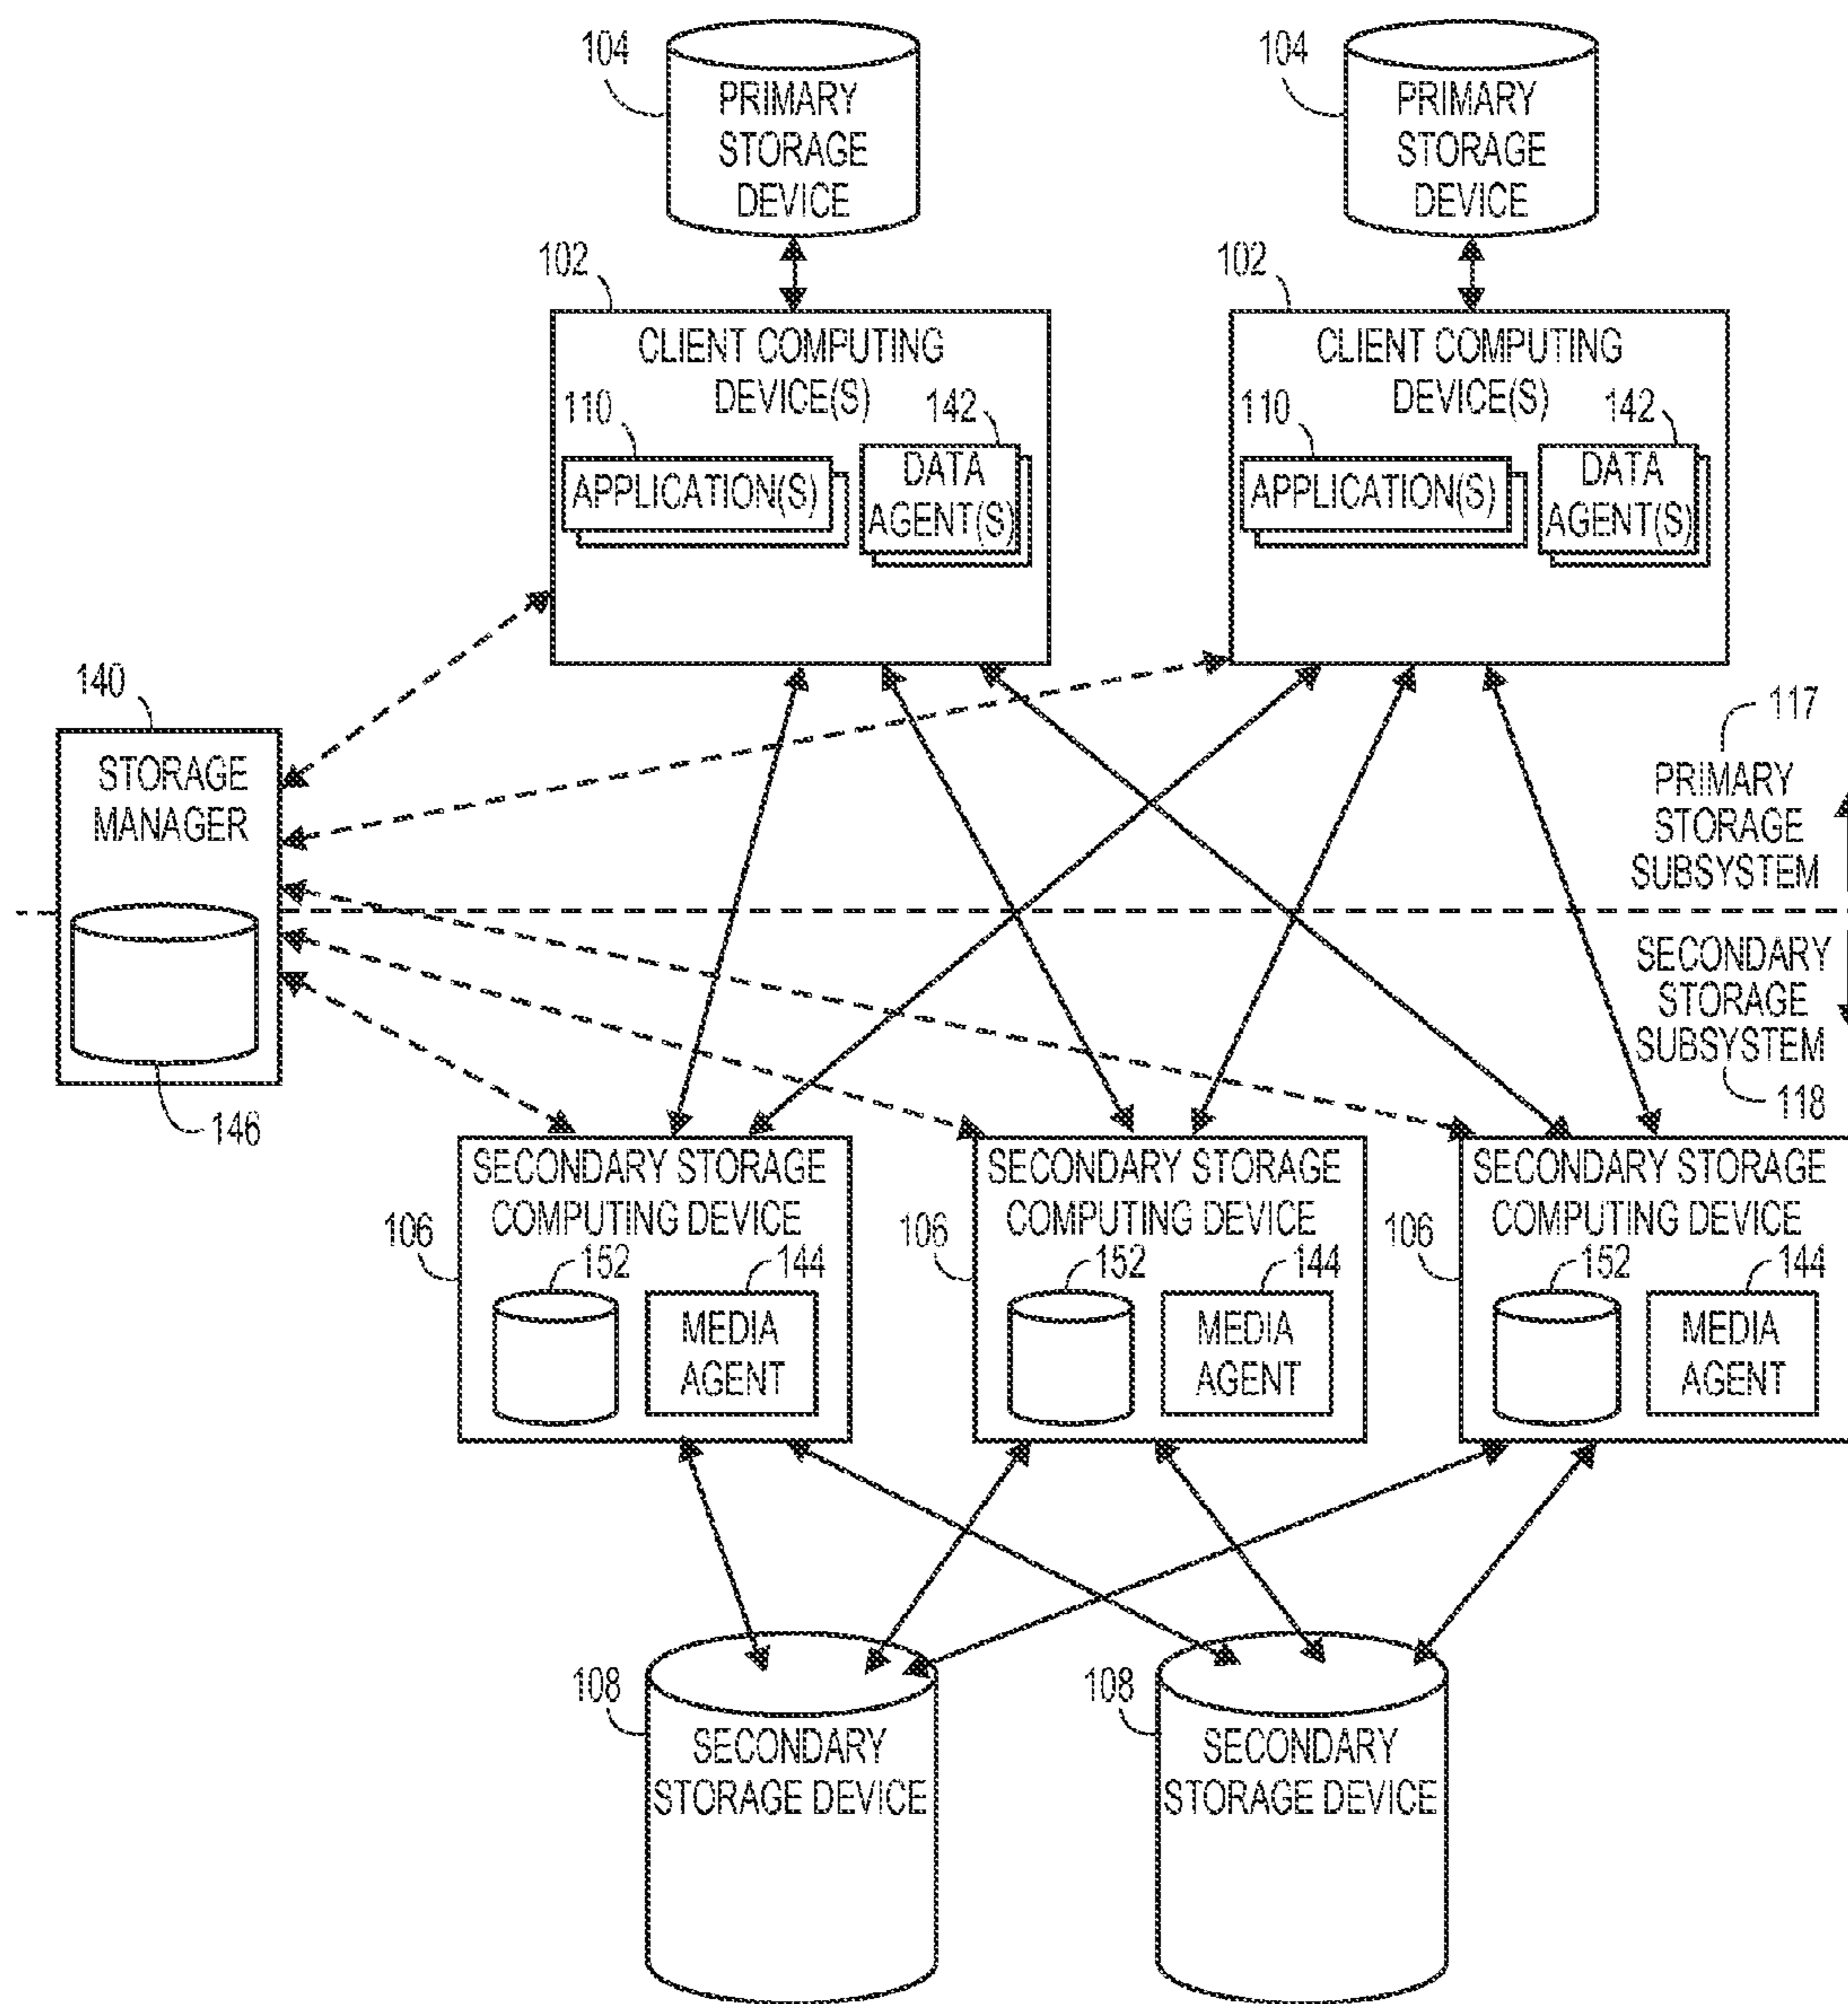 104
PRIMARY
STORAGE
DEVICE
104
PRIMARY
STORAGE
DEVICE
102
CLIENT COMPUTING
DEVICE(S)
110
142
APPLICATION(S)
DATA
AGENT(S)
102
CLIENT COMPUTING
DEVICE(S)
110
142
APPLICATION(S)
DATA
AGENT(S)
140
STORAGE
MANAGER
146
117
PRIMARY
STORAGE
SUBSYSTEM
SECONDARY
STORAGE
SUBSYSTEM
118
SECONDARY STORAGE
COMPUTING DEVICE
106
152
144
MEDIA
AGENT
SECONDARY STORAGE
COMPUTING DEVICE
106
152
144
MEDIA
AGENT
SECONDARY STORAGE
COMPUTING DEVICE
106
152
144
MEDIA
AGENT
108
SECONDARY
STORAGE DEVICE
108
SECONDARY
STORAGE DEVICE